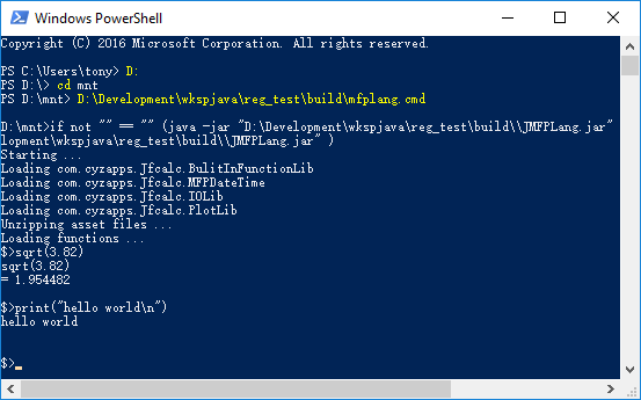 Windows PowerShell
Copyright (C) 2016 Microsoft Corporation. All rights reserved.
PS C:\Users\tony> D:
PS D:\> cd mnt
PS D:\mnt> D:\Development\wkspjava\reg_test\build\mfplang.cmd
D:\mnt>if not "" == "" (java -jar "D:\Development\wkspjava\reg_test\build\\JMFPLang.jar"
lopment\wkspjava\reg_test\build\\JMFPLang.jar" )
Starting ...
Loading com.cyzapps.Jfcalc.BulitInFunctionLib
Loading com.cyzapps.Jfcalc.MFPDateTime
Loading com.cyzapps.Jfcalc.IOLib
Loading com.cyzapps.Jfcalc.PlotLib
Unzipping asset files ...
Loading functions ...
$>sqrt(3.82)
sqrt(3.82)
= 1.954482
$>print("hello world\n")
hello world
$>_